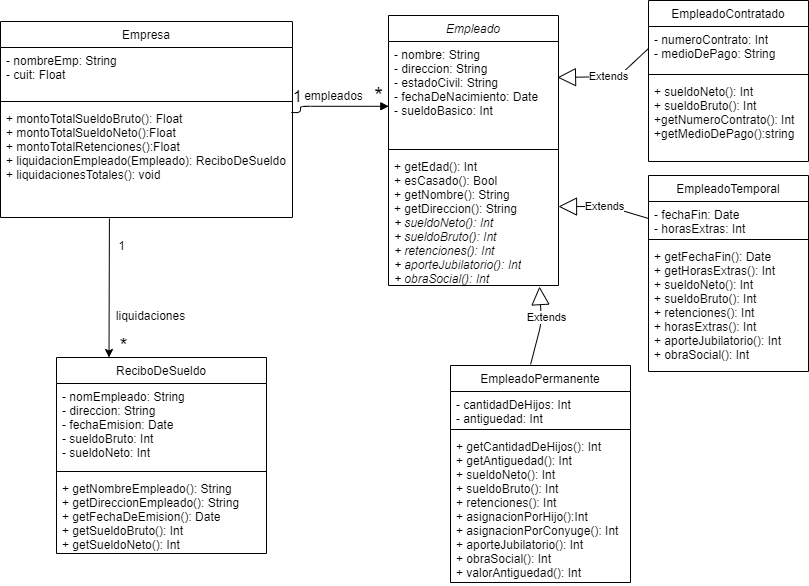 Empresa
- nombreEmp: String
- cuit: Float
+ montoTotalSueldoBruto(): Float
+ montoTotalSueldoNeto():Float
+ montoTotalRetenciones():Float
+ liquidacionEmpleado(Empleado): ReciboDeSueldo
+ liquidacionesTotales(): void
1 empleados *
Empleado
- nombre: String
- direccion: String
- estadoCivil: String
- fechaDeNacimiento: Date
- sueldoBasico: Int
+ getEdad(): Int
+ esCasado(): Bool
+ getNombre(): String
+ getDireccion(): String
+ sueldoNeto(): Int
+ sueldoBruto(): Int
+ retenciones(): Int
+ aporteJubilatorio(): Int
+ obraSocial(): Int
Extends
EmpleadoContratado
- numeroContrato: Int
- medioDePago: String
+ sueldoNeto(): Int
+ sueldoBruto(): Int
+getNumeroContrato(): Int
+getMedioDePago():string
Extends
EmpleadoTemporal
- fechaFin: Date
- horasExtras: Int
+ getFechaFin(): Date
+ getHorasExtras(): Int
+ sueldoNeto(): Int
+ sueldoBruto(): Int
+ retenciones(): Int
+ horasExtras(): Int
+ aporteJubilatorio(): Int
+ obraSocial(): Int
1
liquidaciones
*
ReciboDeSueldo
- nomEmpleado: String
- direccion: String
- fechaEmision: Date
- sueldoBruto: Int
- sueldoNeto: Int
+ getNombreEmpleado(): String
+ getDireccionEmpleado(): String
+ getFechaDeEmision(): Date
+ getSueldoBruto(): Int
+ getSueldoNeto(): Int
Extends
EmpleadoPermanente
- cantidadDeHijos: Int
- antiguedad: Int
+ getCantidadDeHijos(): Int
+ getAntiguedad(): Int
+ sueldoNeto(): Int
+ sueldoBruto(): Int
+ retenciones(): Int
+ asignacionPorHijo():Int
+ asignacionPorConyuge(): Int
+ aporteJubilatorio(): Int
+ obraSocial(): Int
+ valorAntiguedad(): Int